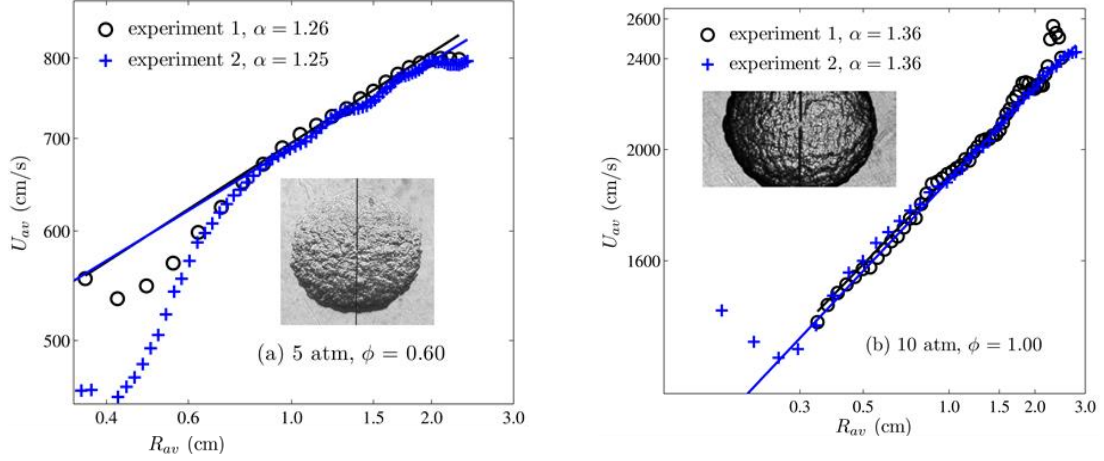 experiment 1, α = 1.26
experiment 2, α = 1.25
800
700
600
500
U_av (cm/s)
0.4 0.6 1.0 1.5 2.0 3.0
R_av (cm)
(a) 5 atm, ϕ = 0.60
experiment 1, α = 1.36
experiment 2, α = 1.36
2600
2400
2000
1600
U_av (cm/s)
0.3 0.5 1.0 1.5 2.0 3.0
R_av (cm)
(b) 10 atm, ϕ = 1.00